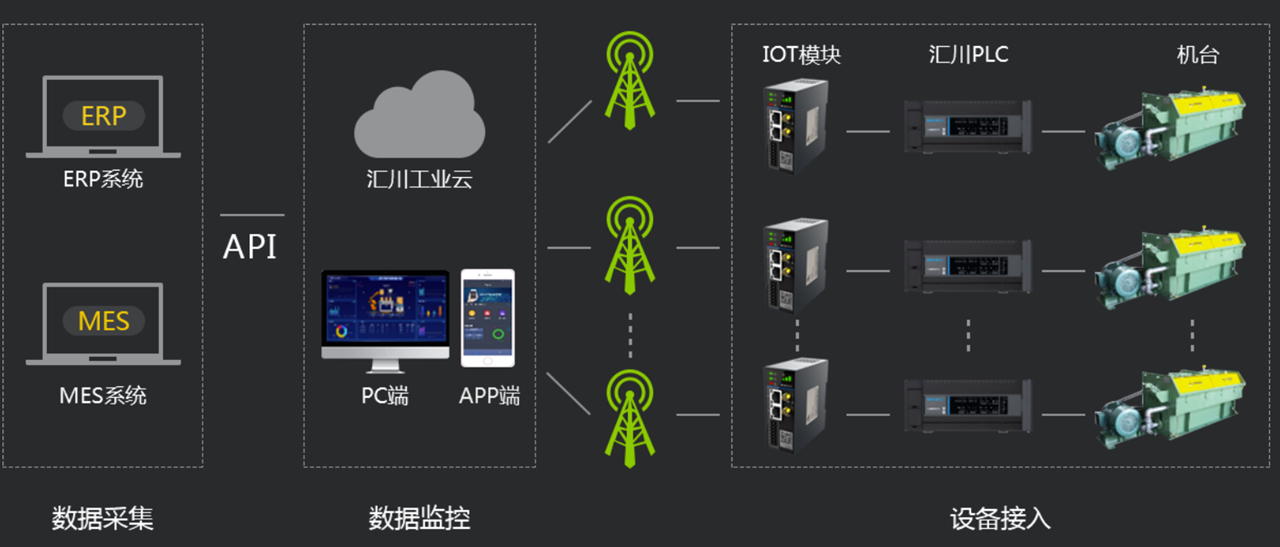 IOT模块
汇川PLC
机台
ERP
ERP系统
汇川工业云
API
MES
MES系统
PC端
APP端
数据采集
数据监控
设备接入